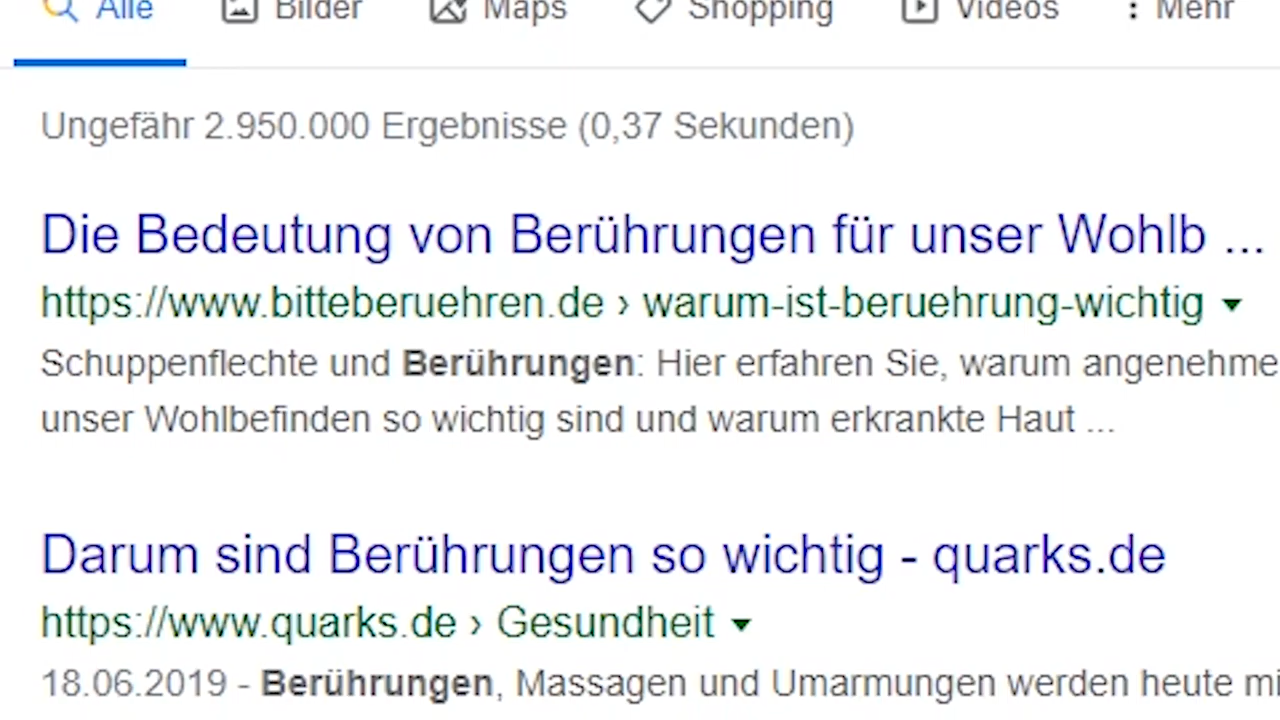 Alle Bilder Maps Shopping Videos Mehr
Ungefähr 2.950.000 Ergebnisse (0,37 Sekunden)
Die Bedeutung von Berührungen für unser Wohlb ...
https://www.bitteberuehren.de › warum-ist-beruehrung-wichtig
Schuppenflechte und Berührungen: Hier erfahren Sie, warum angenehme
unser Wohlbefinden so wichtig sind und warum erkrankte Haut ...
Darum sind Berührungen so wichtig - quarks.de
https://www.quarks.de › Gesundheit
18.06.2019 - Berührungen, Massagen und Umarmungen werden heute